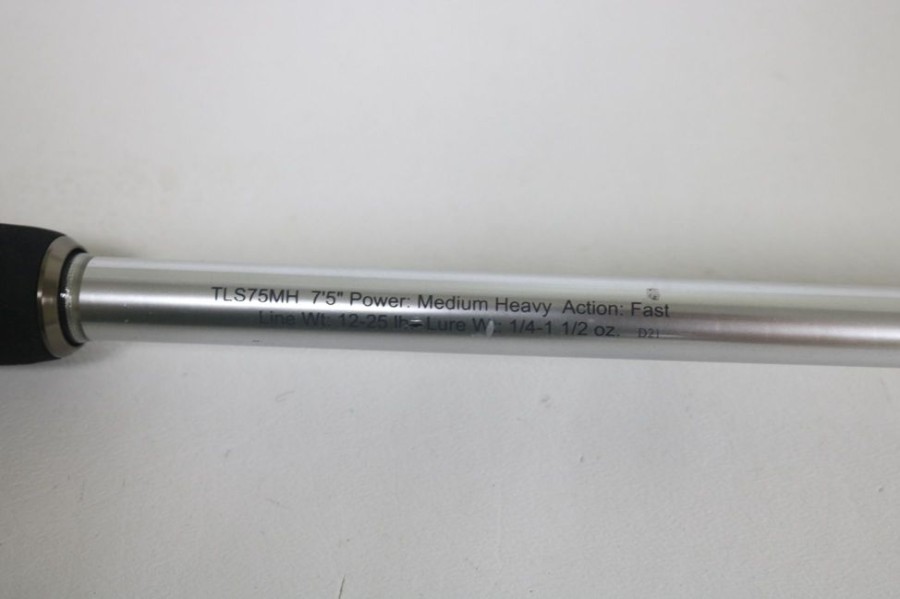 TLS75MH 7'5" Power: Medium Heavy Action: Fast
Line Wt. 12-25 lb Lure Wt. 1/4-1 1/2 oz. D21